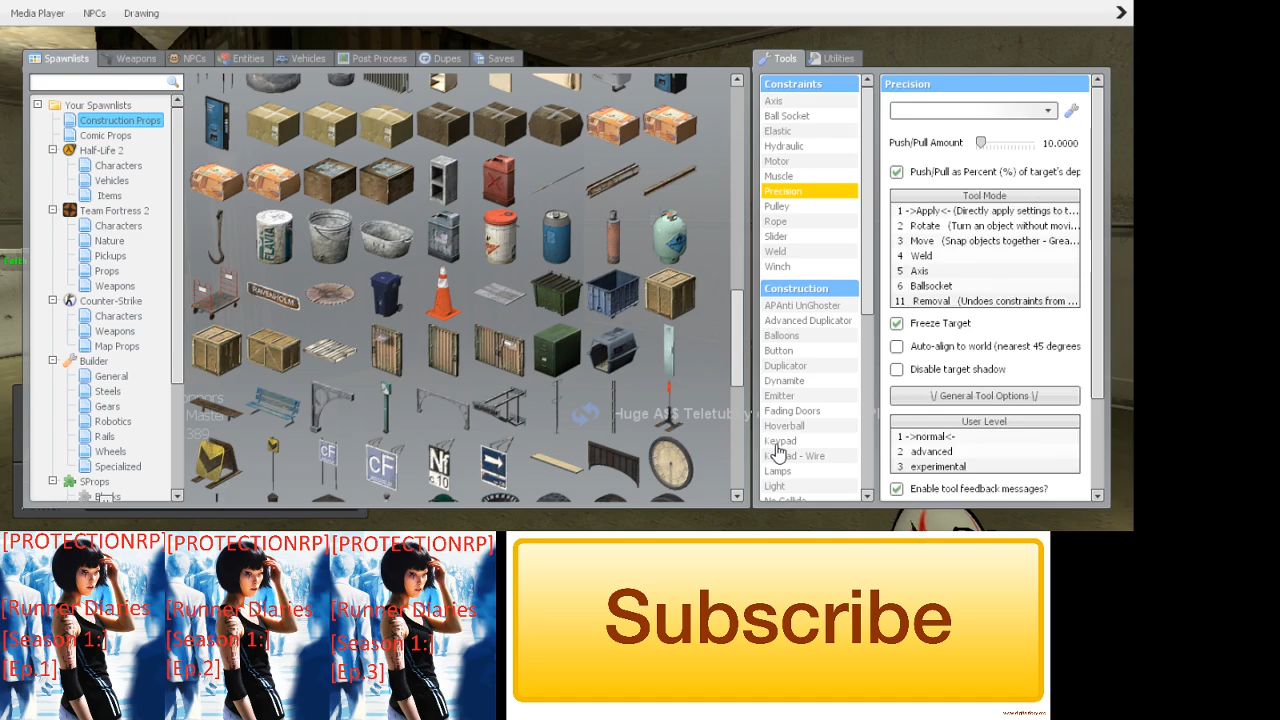 Media Player NPCs Drawing
Spawnlists Weapons NPCs Entities Vehicles Post Process Dupes Saves
Your Spawnlists
Construction Props
Comic Props
Half-Life 2
Characters
Vehicles
Items
Team Fortress 2
Characters
Nature
Pickups
Props
Weapons
Counter-Strike
Characters
Weapons
Map Props
Builder
General
Steels
Gears
Robotics
Rails
Wheels
Specialized
SProps
RAVENHOLM
CF
CF
Huge A$$ Teletubby
Master
389
Tools Utilities
Constraints
Axis
Ball Socket
Elastic
Hydraulic
Motor
Muscle
Precision
Pulley
Rope
Slider
Weld
Winch
Construction
APAnti UnGhoster
Advanced Duplicator
Balloons
Button
Duplicator
Dynamite
Emitter
Fading Doors
Hoverball
Keypad
Keypad - Wire
Lamps
Light
No Collide
Precision
Push/Pull Amount 10.0000
Push/Pull as Percent (%) of target's dep
Tool Mode
1 ->Apply<- (Directly apply settings to t...
2 Rotate (Turn an object without movi...
3 Move (Snap objects together - Grea...
4 Weld
5 Axis
6 Ballsocket
11 Removal (Undoes constraints from ...
Freeze Target
Auto-align to world (nearest 45 degrees
Disable target shadow
\/ General Tool Options \/
User Level
1 ->normal<-
2 advanced
3 experimental
Enable tool feedback messages?
[PROTECTIONRP]
[Runner Diaries
[Season 1:]
[Ep.1]
[PROTECTIONRP]
[Runner Diaries
[Season 1:]
[Ep.2]
[PROTECTIONRP]
[Runner Diaries
[Season 1:]
[Ep.3]
Subscribe